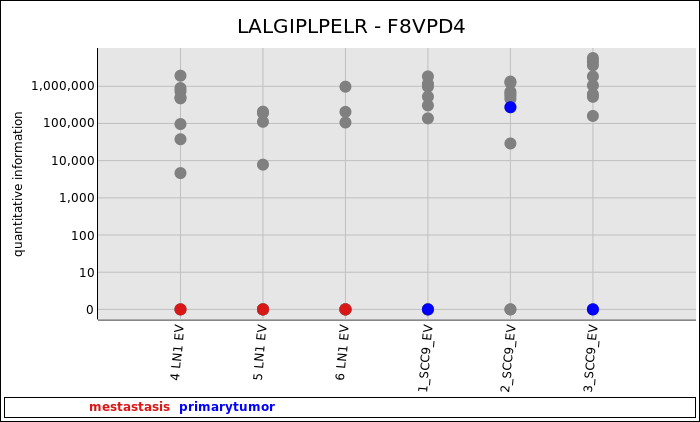 LALGIPLPELR - F8VPD4
quantitative information
1,000,000
100,000
10,000
1,000
100
10
0
4 LN1 EV
5 LN1 EV
6 LN1 EV
1_SCC9_EV
2_SCC9_EV
3_SCC9_EV
mestastasis primarytumor